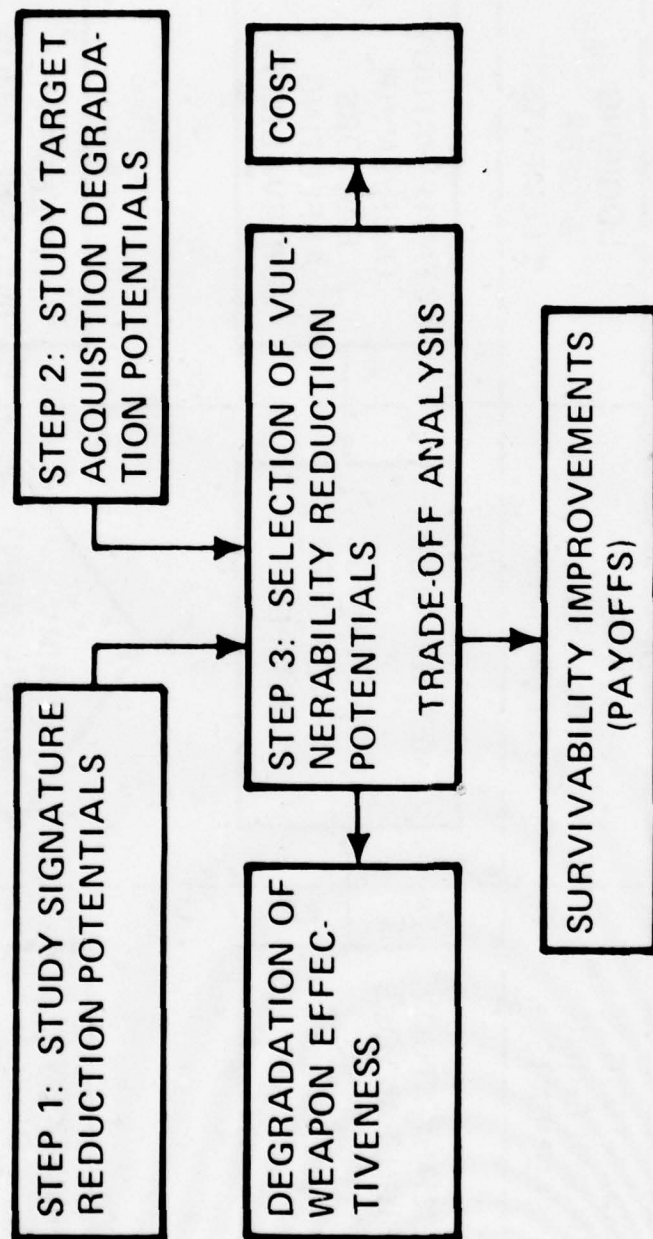 STEP 1: STUDY SIGNATURE
REDUCTION POTENTIALS
STEP 2: STUDY TARGET
ACQUISITION DEGRADA-
TION POTENTIALS
DEGRADATION OF
WEAPON EFFEC-
TIVENESS
STEP 3: SELECTION OF VUL-
NERABILITY REDUCTION
POTENTIALS
TRADE-OFF ANALYSIS
COST
SURVIVABILITY IMPROVEMENTS
(PAYOFFS)